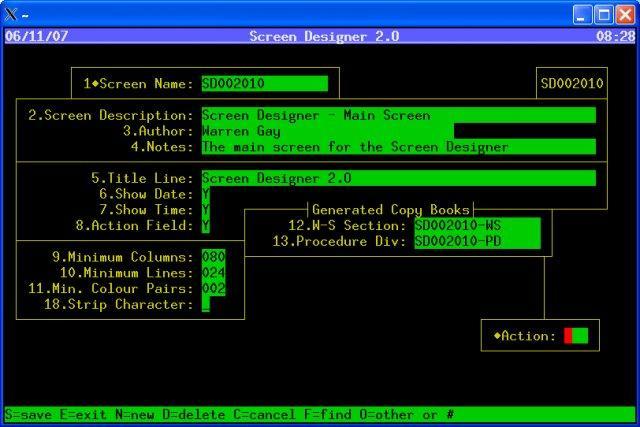 X ~
06/11/07 Screen Designer 2.0 08:28
1◆Screen Name: SD002010 SD002010
2.Screen Description: Screen Designer - Main Screen
3.Author: Warren Gay
4.Notes: The main screen for the Screen Designer
5.Title Line: Screen Designer 2.0
6.Show Date: Y
7.Show Time: Y
Generated Copy Books
8.Action Field: Y
12.W-S Section: SD002010-WS
13.Procedure Div: SD002010-PD
9.Minimum Columns: 080
10.Minimum Lines: 024
11.Min. Colour Pairs: 002
18.Strip Character: _
◆Action:
S=save E=exit N=new D=delete C=cancel F=find O=other or #